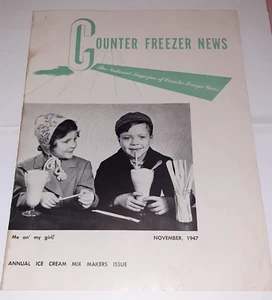 COUNTER FREEZER NEWS
The National Magazine of Counter Freezer Users
Me an' my girl!
NOVEMBER, 1947
ANNUAL ICE CREAM MIX MAKERS ISSUE